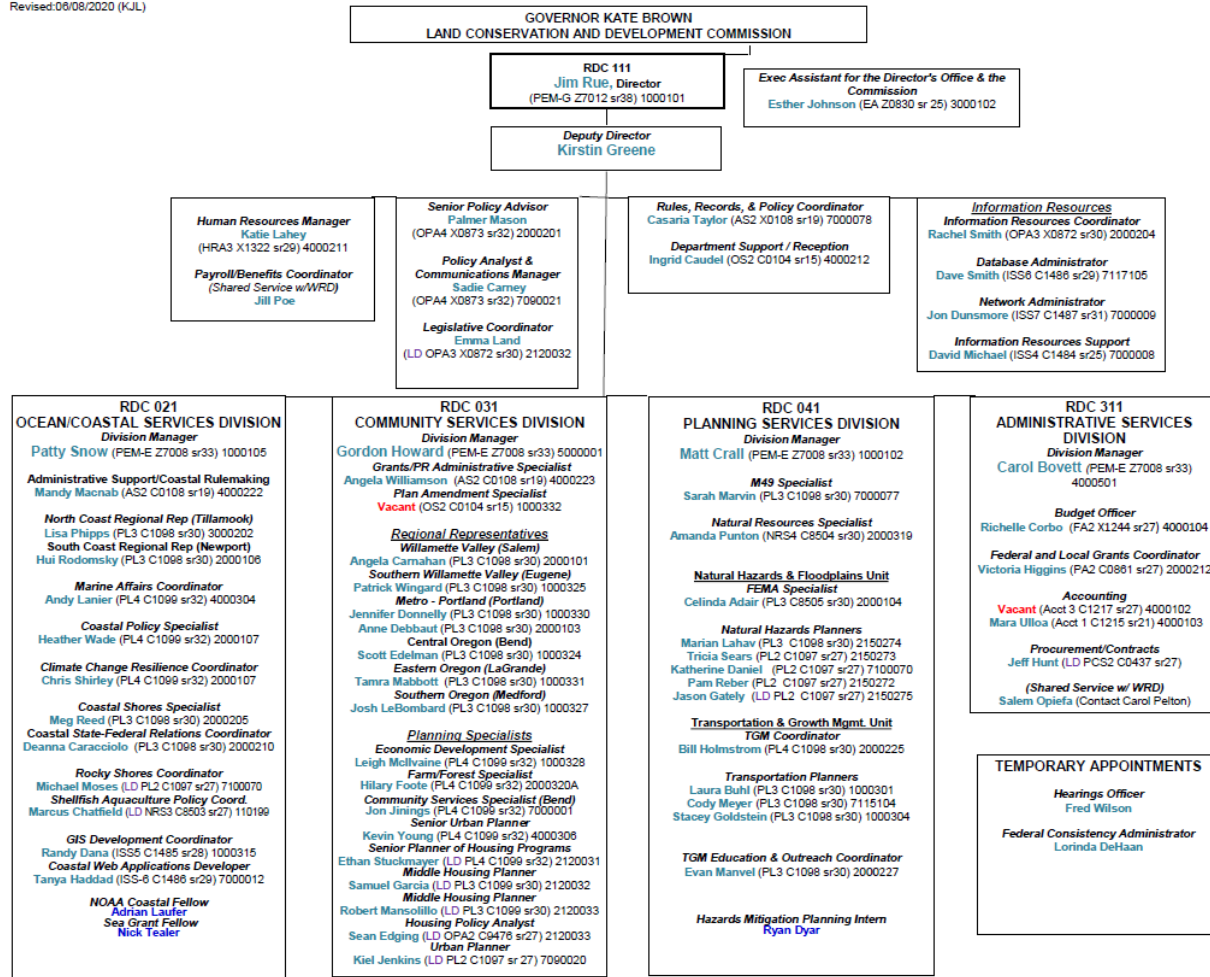 Revised:06/08/2020 (KJL)
GOVERNOR KATE BROWN
LAND CONSERVATION AND DEVELOPMENT COMMISSION
RDC 111
Jim Rue, Director
(PEM-G Z7012 sr38) 1000101
Exec Assistant for the Director's Office & the
Commission
Esther Johnson (EA Z0830 sr 25) 3000102
Deputy Director
Kirstin Greene
Human Resources Manager
Katie Lahey
(HRA3 X1322 sr29) 4000211
Payroll/Benefits Coordinator
(Shared Service w/WRD)
Jill Poe
Senior Policy Advisor
Palmer Mason
(OPA4 X0873 sr32) 2000201
Policy Analyst &
Communications Manager
Sadie Carney
(OPA4 X0873 sr32) 7090021
Legislative Coordinator
Emma Land
(LD OPA3 X0872 sr30) 2120032
Rules, Records, & Policy Coordinator
Casaria Taylor (AS2 X0108 sr19) 7000078
Department Support / Reception
Ingrid Caudel (OS2 C0104 sr15) 4000212
Information Resources
Information Resources Coordinator
Rachel Smith (OPA3 X0872 sr30) 2000204
Database Administrator
Dave Smith (ISS6 C1486 sr29) 7117105
Network Administrator
Jon Dunsmore (ISS7 C1487 sr31) 7000009
Information Resources Support
David Michael (ISS4 C1484 sr25) 7000008
RDC 021
OCEAN/COASTAL SERVICES DIVISION
Division Manager
Patty Snow (PEM-E Z7008 sr33) 1000105
Administrative Support/Coastal Rulemaking
Mandy Macnab (AS2 C0108 sr19) 4000222
North Coast Regional Rep (Tillamook)
Lisa Phipps (PL3 C1098 sr30) 3000202
South Coast Regional Rep (Newport)
Hui Rodomsky (PL3 C1098 sr30) 2000106
Marine Affairs Coordinator
Andy Lanier (PL4 C1099 sr32) 4000304
Coastal Policy Specialist
Heather Wade (PL4 C1099 sr32) 2000107
Climate Change Resilience Coordinator
Chris Shirley (PL4 C1099 sr32) 2000107
Coastal Shores Specialist
Meg Reed (PL3 C1098 sr30) 2000205
Coastal State-Federal Relations Coordinator
Deanna Caracciolo (PL3 C1098 sr30) 2000210
Rocky Shores Coordinator
Michael Moses (LD PL2 C1097 sr27) 7100070
Shellfish Aquaculture Policy Coord.
Marcus Chatfield (LD NRS3 C8503 sr27) 110199
GIS Development Coordinator
Randy Dana (ISS5 C1485 sr28) 1000315
Coastal Web Applications Developer
Tanya Haddad (ISS-6 C1486 sr29) 7000012
NOAA Coastal Fellow
Adrian Laufer
Sea Grant Fellow
Nick Tealer
RDC 031
COMMUNITY SERVICES DIVISION
Division Manager
Gordon Howard (PEM-E Z7008 sr33) 5000001
Grants/PR Administrative Specialist
Angela Williamson (AS2 C0108 sr19) 4000223
Plan Amendment Specialist
Vacant (OS2 C0104 sr15) 1000332
Regional Representatives
Willamette Valley (Salem)
Angela Carnahan (PL3 C1098 sr30) 2000101
Southern Willamette Valley (Eugene)
Patrick Wingard (PL3 C1098 sr30) 1000325
Metro - Portland (Portland)
Jennifer Donnelly (PL3 C1098 sr30) 1000330
Anne Debbaut (PL3 C1098 sr30) 2000103
Central Oregon (Bend)
Scott Edelman (PL3 C1098 sr30) 1000324
Eastern Oregon (LaGrande)
Tamra Mabbott (PL3 C1098 sr30) 1000331
Southern Oregon (Medford)
Josh LeBombard (PL3 C1098 sr30) 1000327
Planning Specialists
Economic Development Specialist
Leigh McIlvaine (PL4 C1099 sr32) 1000328
Farm/Forest Specialist
Hilary Foote (PL4 C1099 sr32) 2000320A
Community Services Specialist (Bend)
Jon Jinings (PL4 C1099 sr32) 7000001
Senior Urban Planner
Kevin Young (PL4 C1099 sr32) 4000306
Senior Planner of Housing Programs
Ethan Stuckmayer (LD PL4 C1099 sr32) 2120031
Middle Housing Planner
Samuel Garcia (LD PL3 C1099 sr30) 2120032
Middle Housing Planner
Robert Mansolillo (LD PL3 C1099 sr30) 2120033
Housing Policy Analyst
Sean Edging (LD OPA2 C9476 sr27) 2120033
Urban Planner
Kiel Jenkins (LD PL2 C1097 sr 27) 7090020
RDC 041
PLANNING SERVICES DIVISION
Division Manager
Matt Crall (PEM-E Z7008 sr33) 1000102
M49 Specialist
Sarah Marvin (PL3 C1098 sr30) 7000077
Natural Resources Specialist
Amanda Punton (NRS4 C8504 sr30) 2000319
Natural Hazards & Floodplains Unit
FEMA Specialist
Celinda Adair (PL3 C8505 sr30) 2000104
Natural Hazards Planners
Marian Lahav (PL3 C1098 sr30) 2150274
Tricia Sears (PL2 C1097 sr27) 2150273
Katherine Daniel (PL2 C1097 sr27) 7100070
Pam Reber (PL2 C1097 sr27) 2150272
Jason Gately (LD PL2 C1097 sr27) 2150275
Transportation & Growth Mgmt. Unit
TGM Coordinator
Bill Holmstrom (PL4 C1098 sr30) 2000225
Transportation Planners
Laura Buhl (PL3 C1098 sr30) 1000301
Cody Meyer (PL3 C1098 sr30) 7115104
Stacey Goldstein (PL3 C1098 sr30) 1000304
TGM Education & Outreach Coordinator
Evan Manvel (PL3 C1098 sr30) 2000227
Hazards Mitigation Planning Intern
Ryan Dyar
RDC 311
ADMINISTRATIVE SERVICES
DIVISION
Division Manager
Carol Bovett (PEM-E Z7008 sr33)
4000501
Budget Officer
Richelle Corbo (FA2 X1244 sr27) 4000104
Federal and Local Grants Coordinator
Victoria Higgins (PA2 C0861 sr27) 2000212
Accounting
Vacant (Acct 3 C1217 sr27) 4000102
Mara Ulloa (Acct 1 C1215 sr21) 4000103
Procurement/Contracts
Jeff Hunt (LD PCS2 C0437 sr27)
(Shared Service w/ WRD)
Salem Opiefa (Contact Carol Pelton)
TEMPORARY APPOINTMENTS
Hearings Officer
Fred Wilson
Federal Consistency Administrator
Lorinda DeHaan